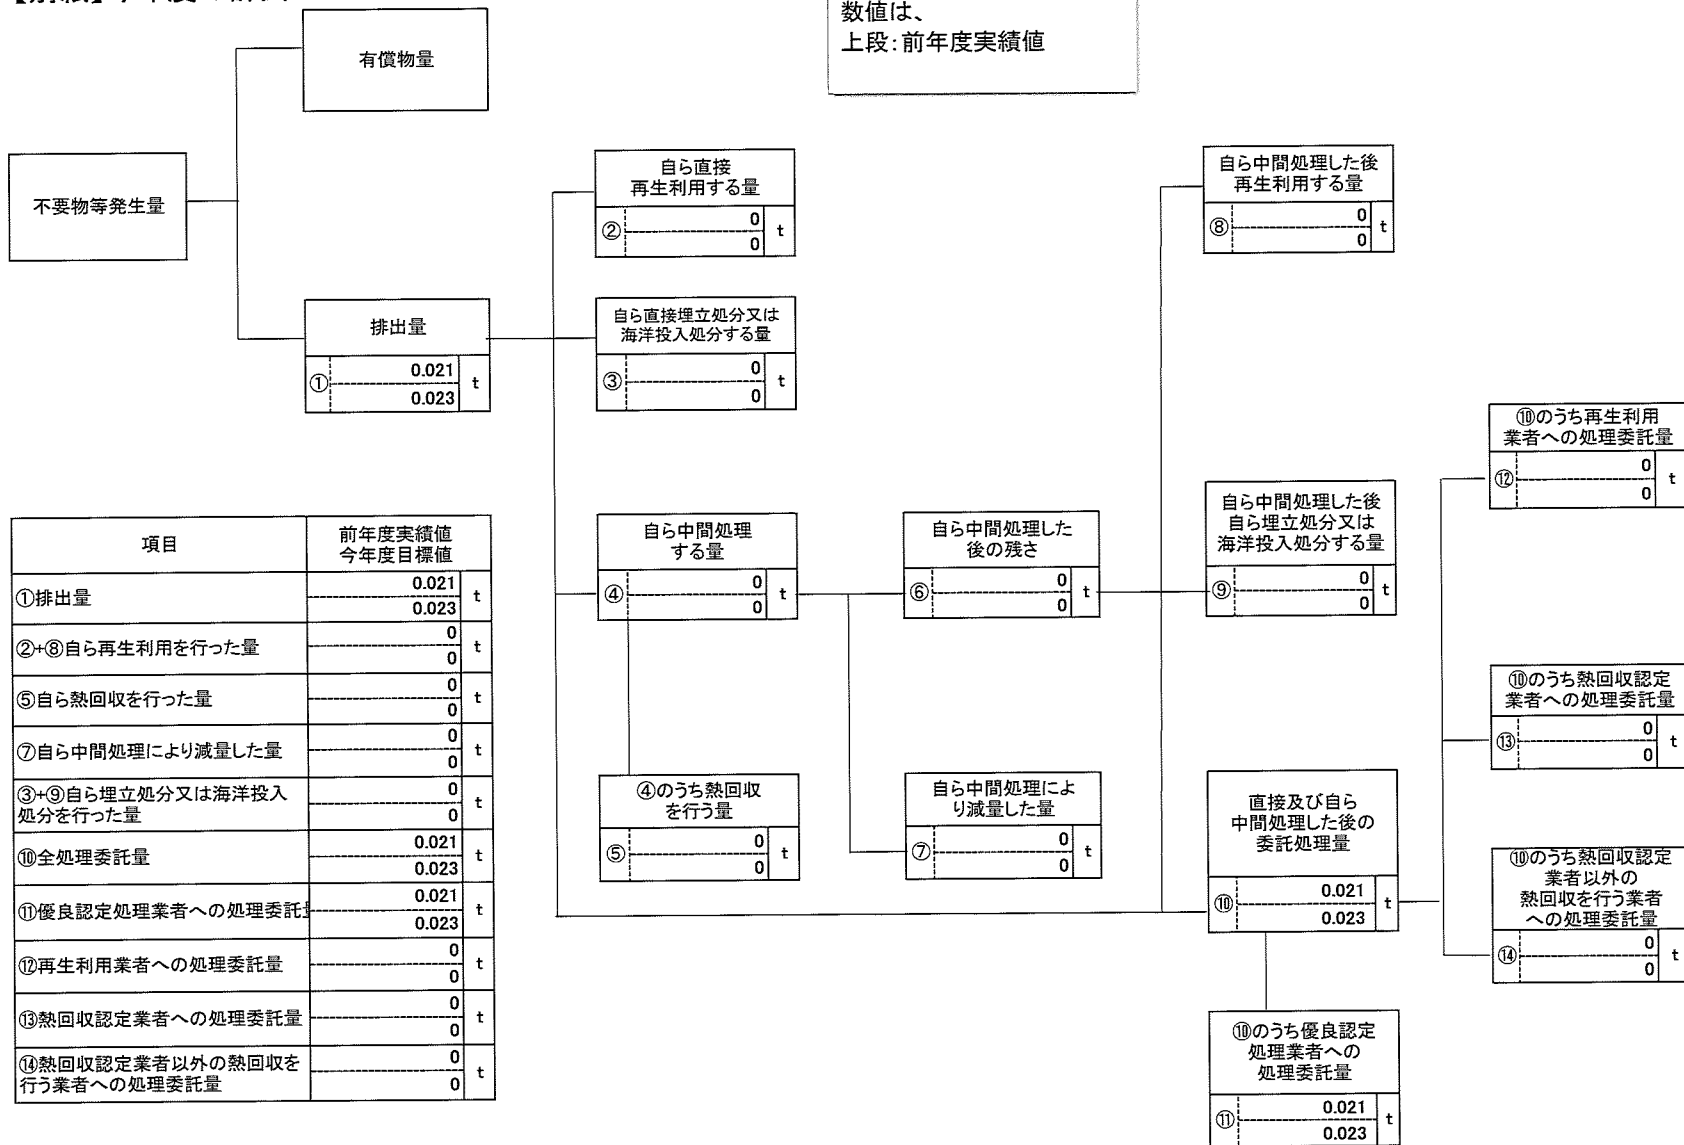 数値は、
上段:前年度実績値
有償物量
不要物等発生量
排出量
①
0.021
0.023
t
自ら直接
再生利用する量
②
0
0
t
自ら直接埋立処分又は
海洋投入処分する量
③
0
0
t
自ら中間処理
する量
④
0
0
t
④のうち熱回収
を行う量
⑤
0
0
t
自ら中間処理した
後の残さ
⑥
0
0
t
自ら中間処理によ
り減量した量
⑦
0
0
t
自ら中間処理した後
再生利用する量
⑧
0
0
t
自ら中間処理した後
自ら埋立処分又は
海洋投入処分する量
⑨
0
0
t
直接及び自ら
中間処理した後の
委託処理量
⑩
0.021
0.023
t
⑩のうち優良認定
処理業者への
処理委託量
⑪
0.021
0.023
t
⑩のうち再生利用
業者への処理委託量
⑫
0
0
t
⑩のうち熱回収認定
業者への処理委託量
⑬
0
0
t
⑩のうち熱回収認定
業者以外の
熱回収を行う業者
への処理委託量
⑭
0
0
t
項目
前年度実績値
今年度目標値
①排出量
0.021
0.023
t
②+⑧自ら再生利用を行った量
0
0
t
⑤自ら熱回収を行った量
0
0
t
⑦自ら中間処理により減量した量
0
0
t
③+⑨自ら埋立処分又は海洋投入
処分を行った量
0
0
t
⑩全処理委託量
0.021
0.023
t
⑪優良認定処理業者への処理委託
0.021
0.023
t
⑫再生利用業者への処理委託量
0
0
t
⑬熱回収認定業者への処理委託量
0
0
t
⑭熱回収認定業者以外の熱回収を
行う業者への処理委託量
0
0
t